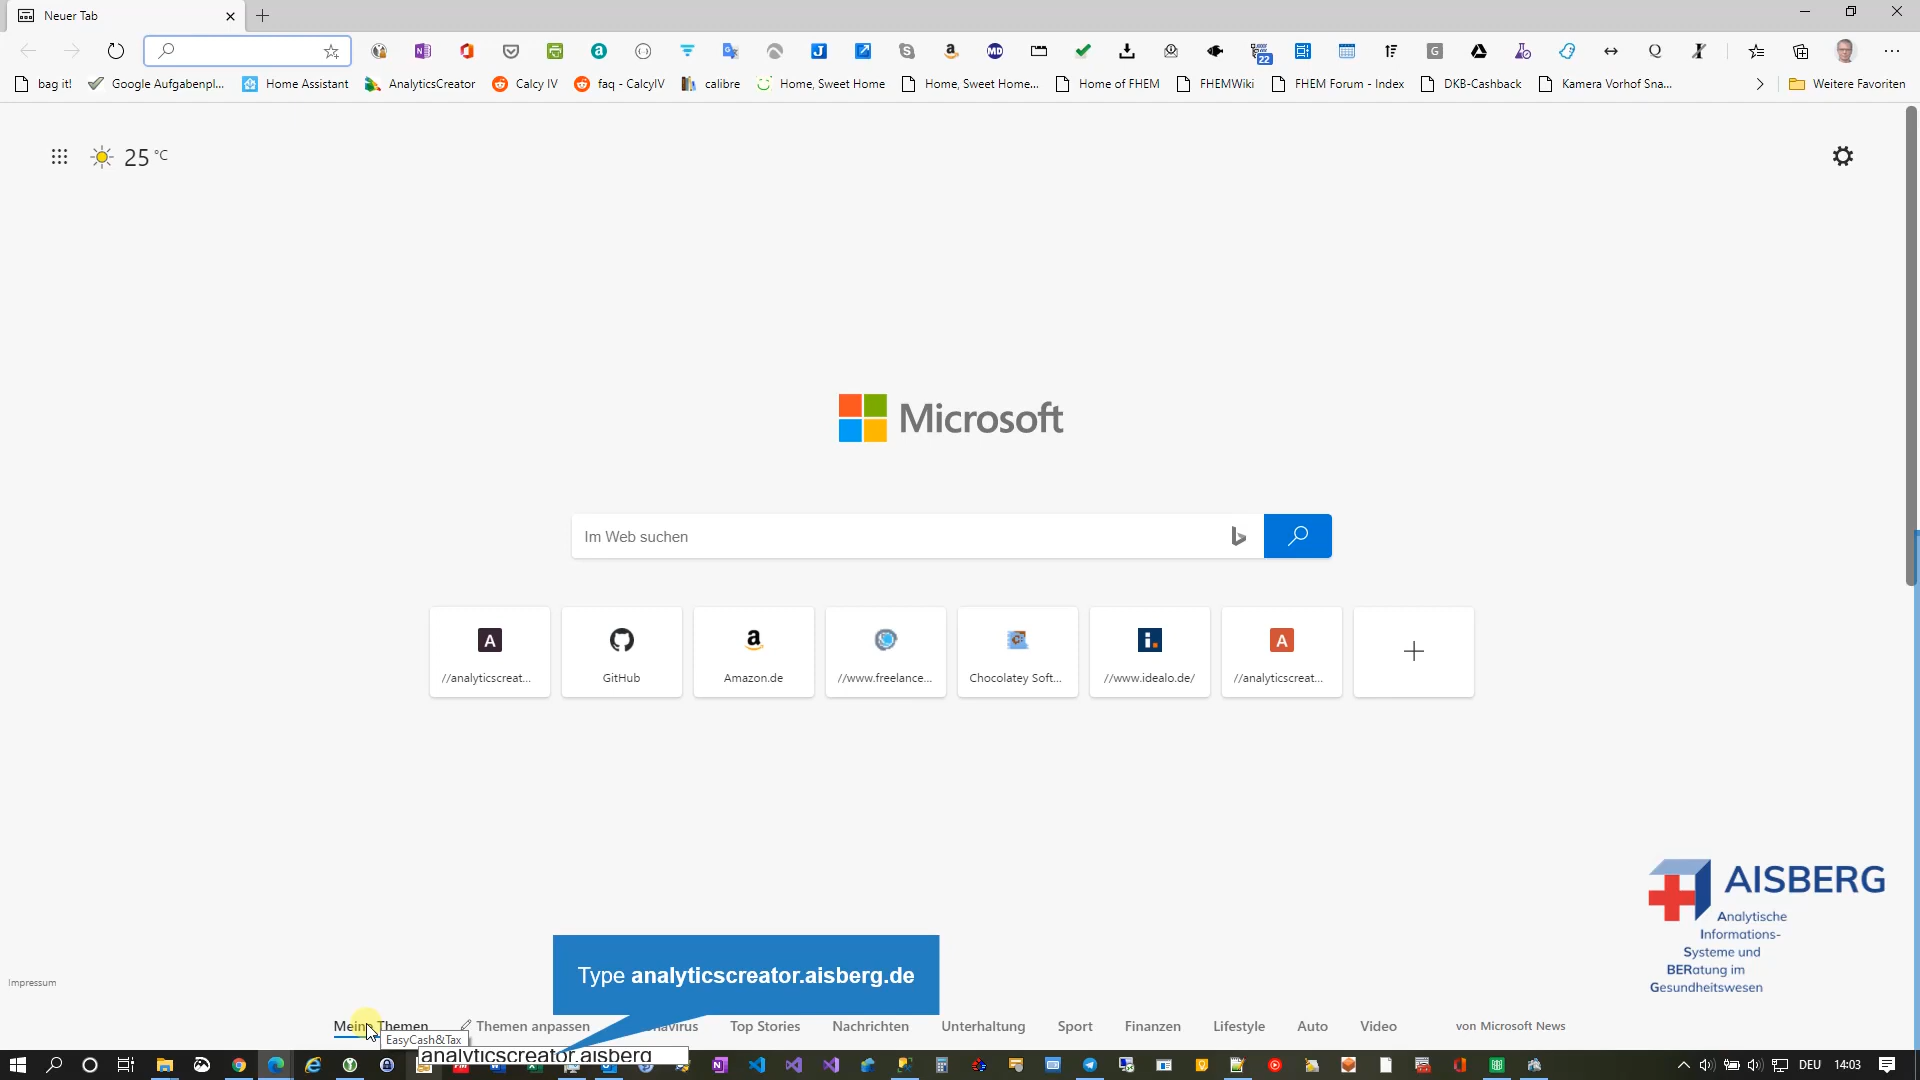 Neuer Tab
bag it!
Google Aufgabenpl...
Home Assistant
AnalyticsCreator
Calcy IV
faq - CalcyIV
calibre
Home, Sweet Home
Home, Sweet Home...
Home of FHEM
FHEMWiki
FHEM Forum - Index
DKB-Cashback
Kamera Vorhof Sna...
Weitere Favoriten
25 °C
Microsoft
Im Web suchen
//analyticscreat...
GitHub
Amazon.de
//www.freelance...
Chocolatey Soft...
//www.idealo.de/
//analyticscreat...
AISBERG
Analytische
Informations-
Systeme und
BERatung im
Gesundheitswesen
Impressum
Type analyticscreator.aisberg.de
Meine Themen
Themen anpassen
Top Stories
Nachrichten
Unterhaltung
Sport
Finanzen
Lifestyle
Auto
Video
von Microsoft News
EasyCash&Tax
analyticscreator.aisberg
DEU
14:03